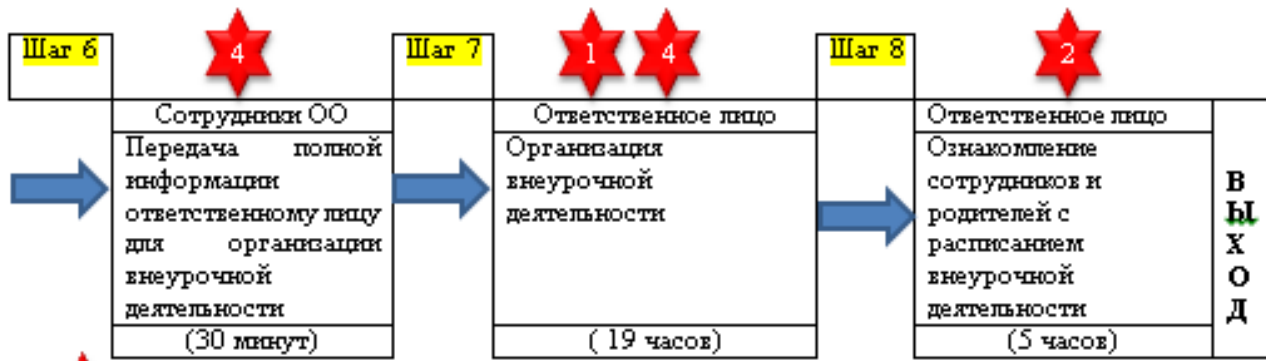 Шаг 6
4
Шаг 7
1
4
Шаг 8
2
Сотрудники ОО
Передача полной
информации
ответственному лицу
для организации
внеурочной
деятельности
(30 минут)
Ответственное лицо
Организация
внеурочной
деятельности
( 19 часов)
Ответственное лицо
Ознакомление
сотрудников и
родителей с
расписанием
внеурочной
деятельности
(5 часов)
В
Ы
Х
О
Д